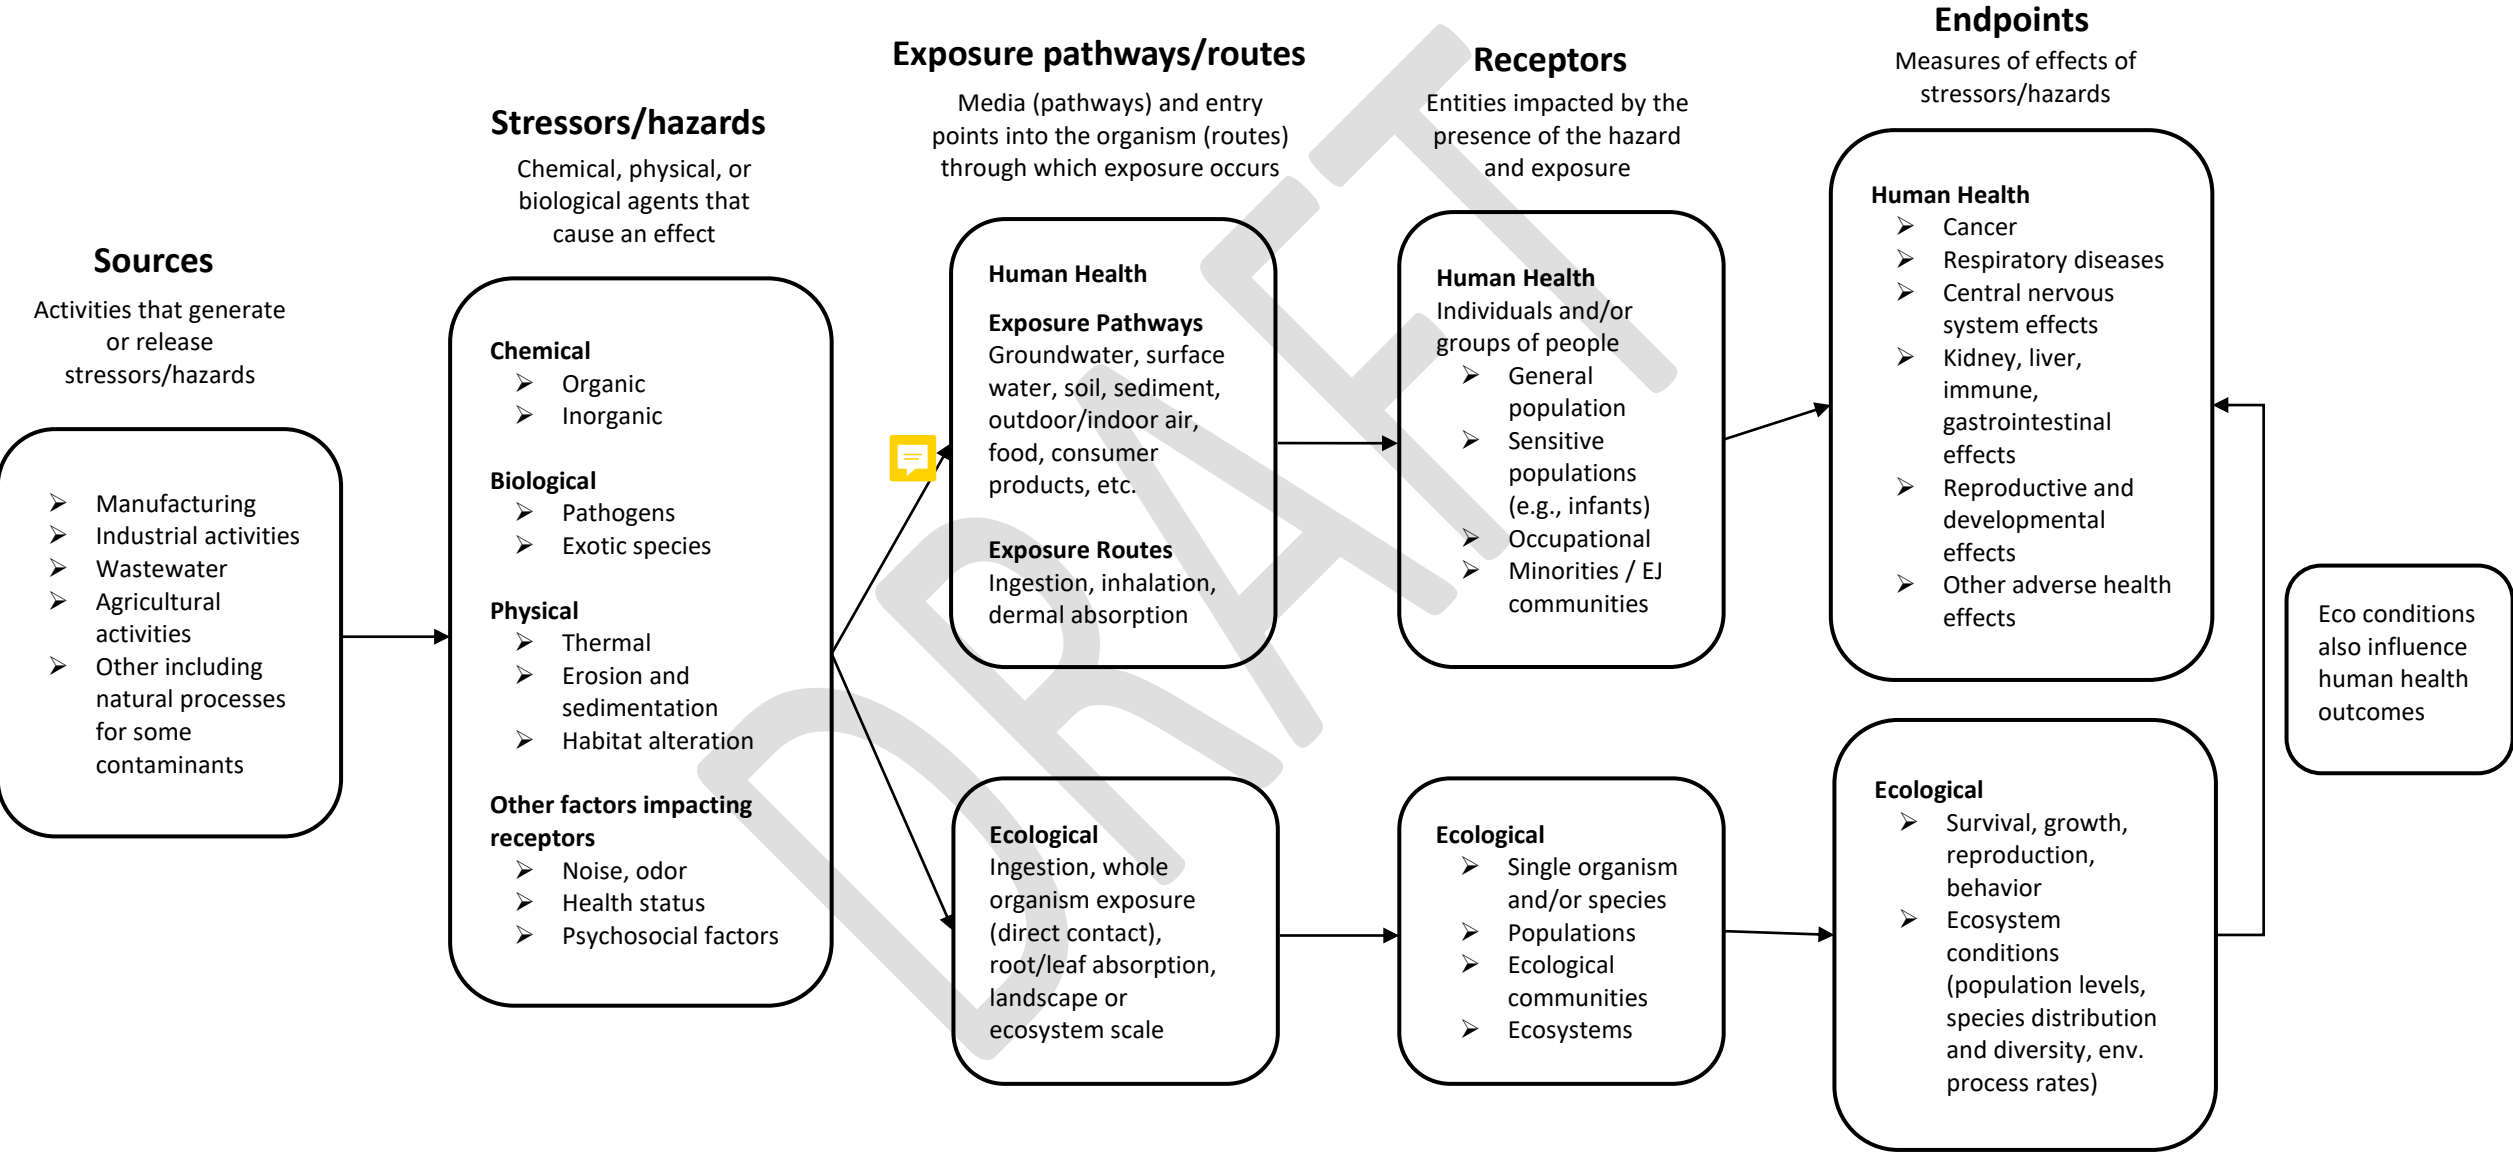 Sources
Activities that generate
or release
stressors/hazards
➢ Manufacturing
➢ Industrial activities
➢ Wastewater
➢ Agricultural
activities
➢ Other including
natural processes
for some
contaminants
Stressors/hazards
Chemical, physical, or
biological agents that
cause an effect
Chemical
➢ Organic
➢ Inorganic
Biological
➢ Pathogens
➢ Exotic species
Physical
➢ Thermal
➢ Erosion and
sedimentation
➢ Habitat alteration
Other factors impacting
receptors
➢ Noise, odor
➢ Health status
➢ Psychosocial factors
Exposure pathways/routes
Media (pathways) and entry
points into the organism (routes)
through which exposure occurs
Human Health
Exposure Pathways
Groundwater, surface
water, soil, sediment,
outdoor/indoor air,
food, consumer
products, etc.
Exposure Routes
Ingestion, inhalation,
dermal absorption
Ecological
Ingestion, whole
organism exposure
(direct contact),
root/leaf absorption,
landscape or
ecosystem scale
Receptors
Entities impacted by the
presence of the hazard
and exposure
Human Health
Individuals and/or
groups of people
➢ General
population
➢ Sensitive
populations
(e.g., infants)
➢ Occupational
➢ Minorities / EJ
communities
Ecological
➢ Single organism
and/or species
➢ Populations
➢ Ecological
communities
➢ Ecosystems
Endpoints
Measures of effects of
stressors/hazards
Human Health
➢ Cancer
➢ Respiratory diseases
➢ Central nervous
system effects
➢ Kidney, liver,
immune,
gastrointestinal
effects
➢ Reproductive and
developmental
effects
➢ Other adverse health
effects
Ecological
➢ Survival, growth,
reproduction,
behavior
➢ Ecosystem
conditions
(population levels,
species distribution
and diversity, env.
process rates)
Eco conditions
also influence
human health
outcomes
DRAFT